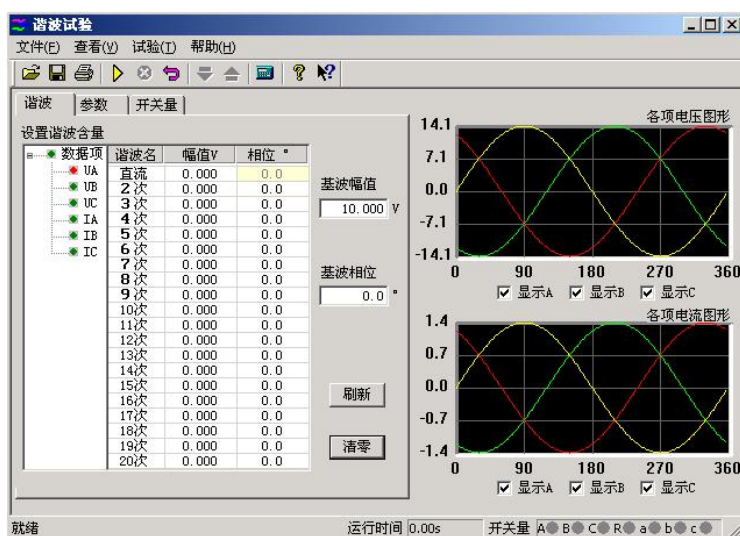 谐波试验
文件(F) 查看(V) 试验(T) 帮助(H)
谐波 参数 开关量
设置谐波含量
数据项
UA
UB
UC
IA
IB
IC
谐波名 幅值V 相位 °
直流 0.000 0.0
2次 0.000 0.0
3次 0.000 0.0
4次 0.000 0.0
5次 0.000 0.0
6次 0.000 0.0
7次 0.000 0.0
8次 0.000 0.0
9次 0.000 0.0
10次 0.000 0.0
11次 0.000 0.0
12次 0.000 0.0
13次 0.000 0.0
14次 0.000 0.0
15次 0.000 0.0
16次 0.000 0.0
17次 0.000 0.0
18次 0.000 0.0
19次 0.000 0.0
20次 0.000 0.0
基波幅值
10.000 V
基波相位
0.0 °
刷新
清零
各项电压图形
14.1
7.1
0.0
-7.1
-14.1
0 90 180 270 360
显示A 显示B 显示C
各项电流图形
1.4
0.7
0.0
-0.7
-1.4
0 90 180 270 360
显示A 显示B 显示C
就绪 运行时间 0.00s 开关量 A B C R a b c